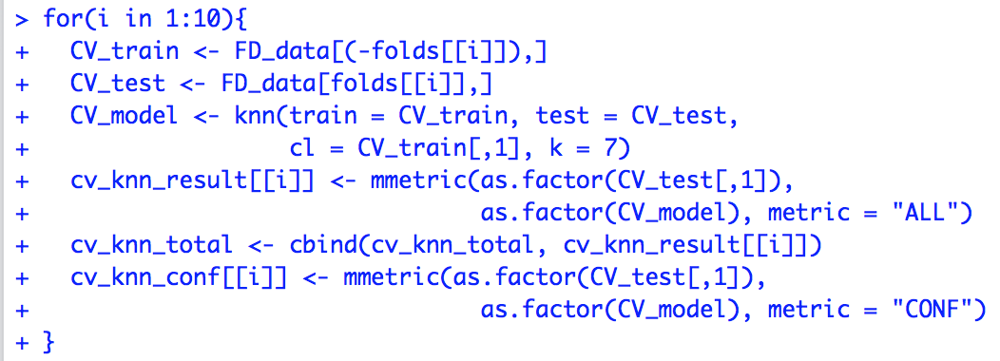 > for(i in 1:10){
+   CV_train <- FD_data[(-folds[[i]]),]
+   CV_test <- FD_data[folds[[i]],]
+   CV_model <- knn(train = CV_train, test = CV_test,
+                   cl = CV_train[,1], k = 7)
+   cv_knn_result[[i]] <- mmetric(as.factor(CV_test[,1]),
+                                 as.factor(CV_model), metric = "ALL")
+   cv_knn_total <- cbind(cv_knn_total, cv_knn_result[[i]])
+   cv_knn_conf[[i]] <- mmetric(as.factor(CV_test[,1]),
+                                 as.factor(CV_model), metric = "CONF")
+ }